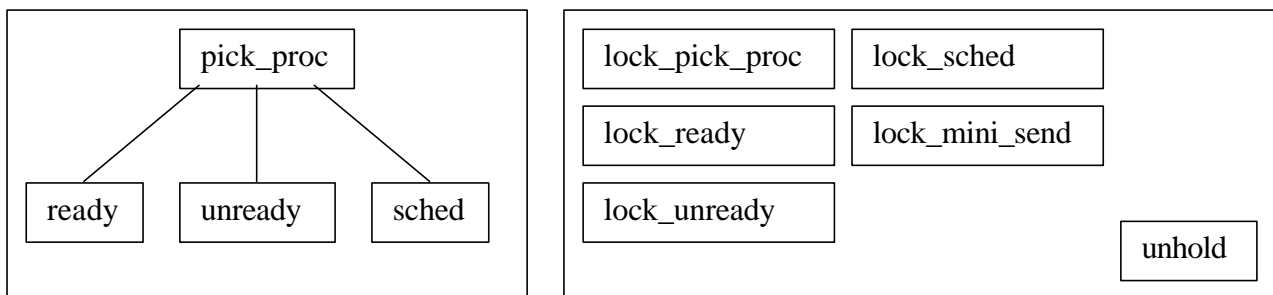 pick_proc
ready
unready
sched
lock_pick_proc
lock_sched
lock_ready
lock_mini_send
lock_unready
unhold